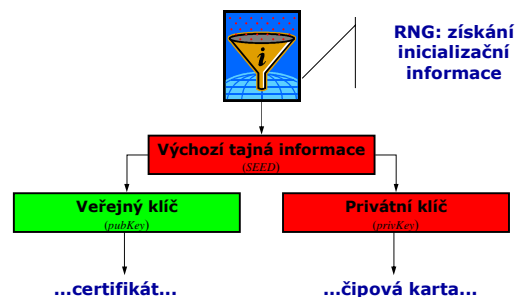 RNG: získání
inicializační
informace
i
Výchozí tajná informace
(SEED)
Veřejný klíč
(pubKey)
Privátní klíč
(privKey)
...certifikát...
...čipová karta...